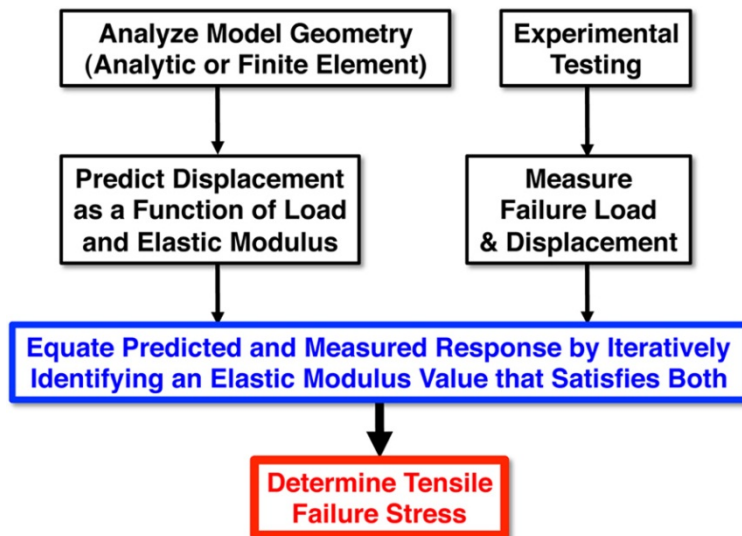 Analyze Model Geometry
(Analytic or Finite Element)
Experimental
Testing
Predict Displacement
as a Function of Load
and Elastic Modulus
Measure
Failure Load
& Displacement
Equate Predicted and Measured Response by Iteratively
Identifying an Elastic Modulus Value that Satisfies Both
Determine Tensile
Failure Stress